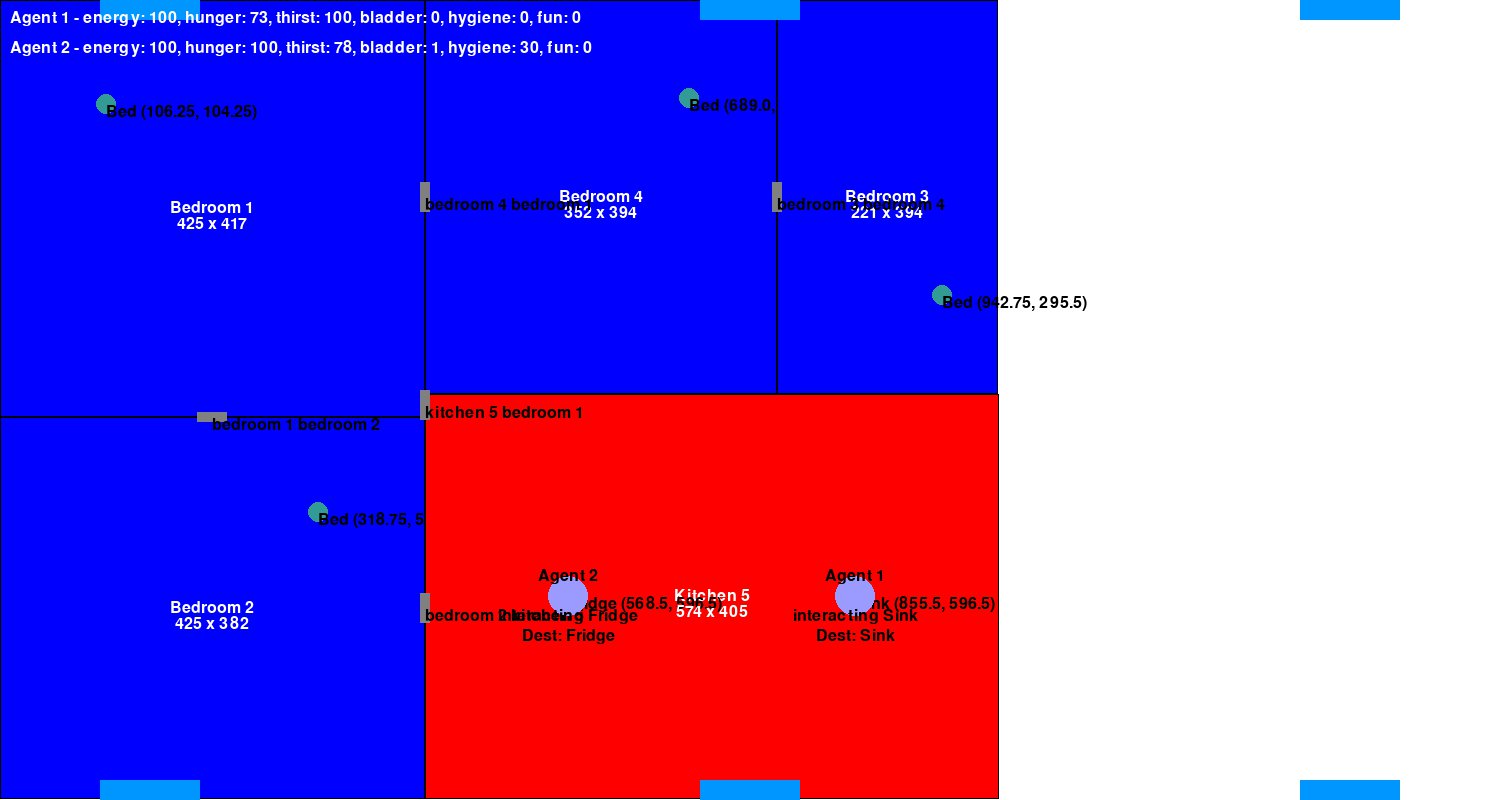 Agent 1 - energy: 100, hunger: 73, thirst: 100, bladder: 0, hygiene: 0, fun: 0
Agent 2 - energy: 100, hunger: 100, thirst: 78, bladder: 1, hygiene: 30, fun: 0
Bed (106.25, 104.25)
Bed (689.0,
Bedroom 1
425 x 417
Bedroom 4
352 x 394
bedroom 4 bedroom
Bedroom 3
221 x 394
bedroom 3 bedroom 4
Bed (942.75, 295.5)
kitchen 5 bedroom 1
bedroom 1 bedroom 2
Bed (318.75, 5
Agent 2
Agent 1
Kitchen 5
574 x 405
dge (568.5, 596.5)
nk (855.5, 596.5)
Bedroom 2
425 x 382
bedroom 2 kitchen 5
interacting Fridge
interacting Sink
Dest: Fridge
Dest: Sink